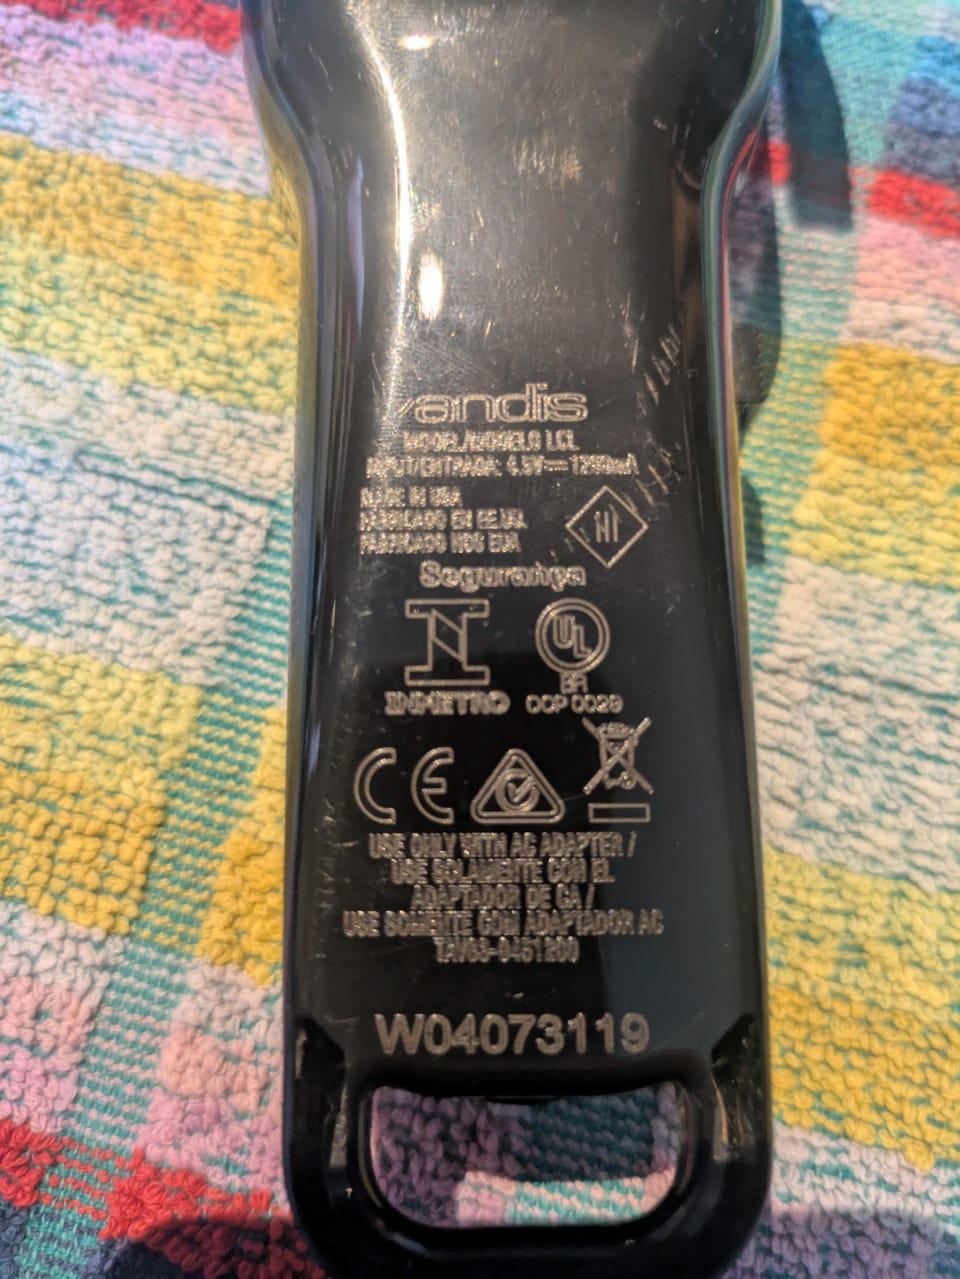 andis
MODEL/MODELO LCL
INPUT/ENTRADA: 4.5V 1200mA
MADE IN USA
FABRICADO EN EE.UU.
FABRICADO NOS EUA
Segurança
UL
BR
INMETRO OCP 0029
CE
USE ONLY WITH AC ADAPTER /
USE SOLAMENTE CON EL
ADAPTADOR DE CA /
USE SOMENTE COM ADAPTADOR AC
W04073119